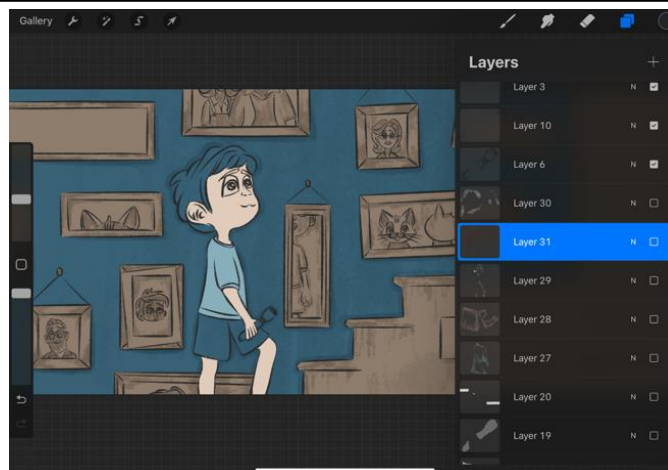 Gallery
Layers
Layer 3 N
Layer 10 N
Layer 6 N
Layer 30 N
Layer 31 N
Layer 29 N
Layer 28 N
Layer 27 N
Layer 20 N
Layer 19 N